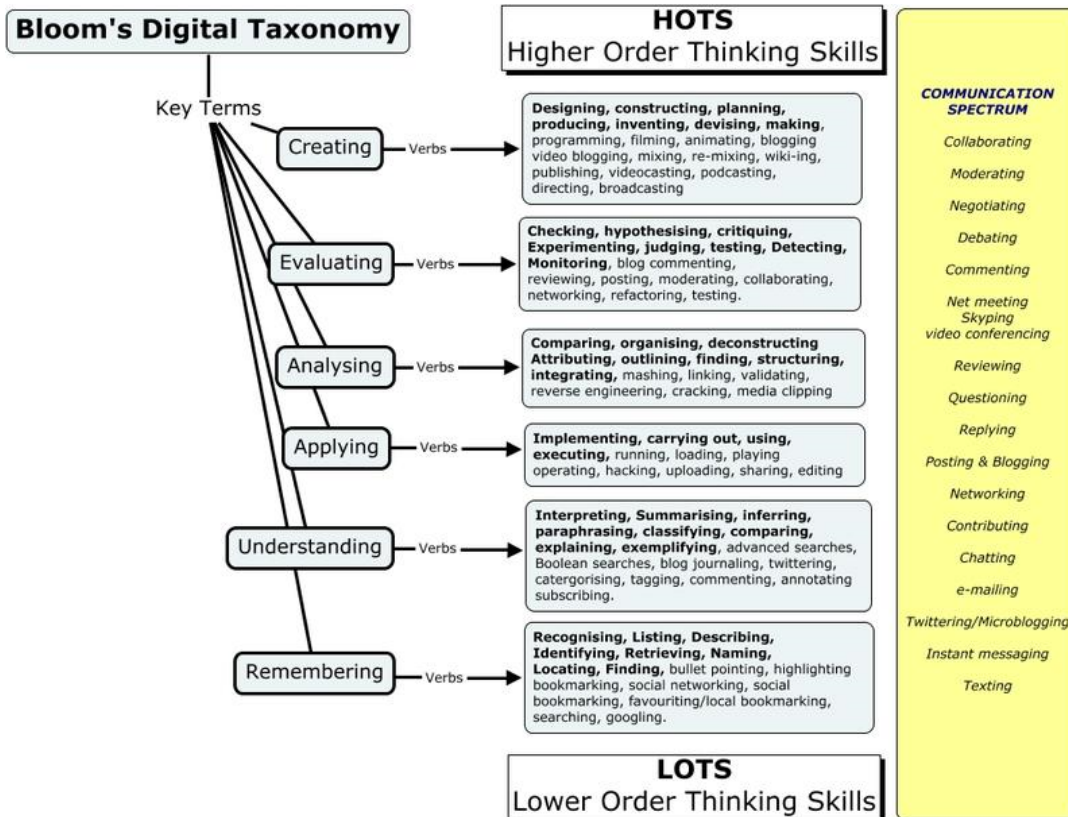 Bloom's Digital Taxonomy
Key Terms
HOTS
Higher Order Thinking Skills
Creating
Verbs
Designing, constructing, planning,
producing, inventing, devising, making,
programming, filming, animating, blogging
video blogging, mixing, re-mixing, wiki-ing,
publishing, videocasting, podcasting,
directing, broadcasting
Evaluating
Verbs
Checking, hypothesising, critiquing,
Experimenting, judging, testing, Detecting,
Monitoring, blog commenting,
reviewing, posting, moderating, collaborating,
networking, refactoring, testing.
Analysing
Verbs
Comparing, organising, deconstructing
Attributing, outlining, finding, structuring,
integrating, mashing, linking, validating,
reverse engineering, cracking, media clipping
Applying
Verbs
Implementing, carrying out, using,
executing, running, loading, playing
operating, hacking, uploading, sharing, editing
Understanding
Verbs
Interpreting, Summarising, inferring,
paraphrasing, classifying, comparing,
explaining, exemplifying, advanced searches,
Boolean searches, blog journaling, twittering,
catergorising, tagging, commenting, annotating
subscribing.
Remembering
Verbs
Recognising, Listing, Describing,
Identifying, Retrieving, Naming,
Locating, Finding, bullet pointing, highlighting
bookmarking, social networking, social
bookmarking, favouriting/local bookmarking,
searching, googling.
LOTS
Lower Order Thinking Skills
COMMUNICATION
SPECTRUM
Collaborating
Moderating
Negotiating
Debating
Commenting
Net meeting
Skyping
video conferencing
Reviewing
Questioning
Replying
Posting & Blogging
Networking
Contributing
Chatting
e-mailing
Twittering/Microblogging
Instant messaging
Texting